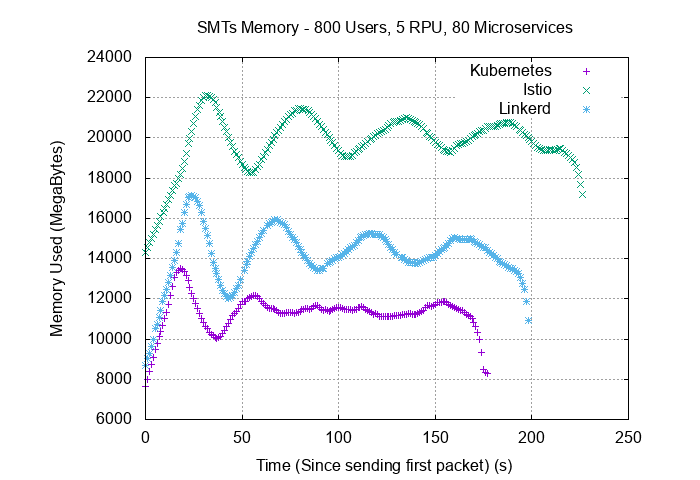 SMTs Memory - 800 Users, 5 RPU, 80 Microservices
24000
22000
20000
18000
16000
14000
12000
10000
8000
6000
Memory Used (MegaBytes)
Kubernetes
Istio
Linkerd
0 50 100 150 200 250
Time (Since sending first packet) (s)